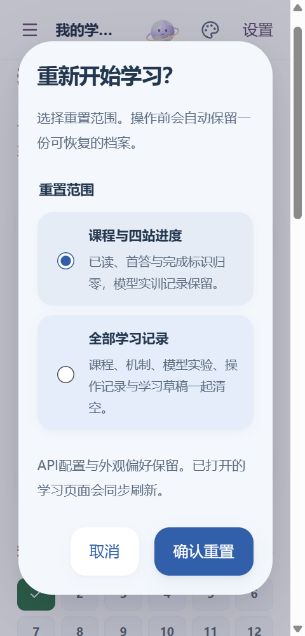 我的学...
设置
重新开始学习？
选择重置范围。操作前会自动保留一
份可恢复的档案。
重置范围
课程与四站进度
已读、首答与完成标识归
零，模型实训记录保留。
全部学习记录
课程、机制、模型实验、操
作记录与学习草稿一起清
空。
API配置与外观偏好保留。已打开的
学习页面会同步刷新。
取消
确认重置
2 3 4 5 6
7 8 9 10 11 12